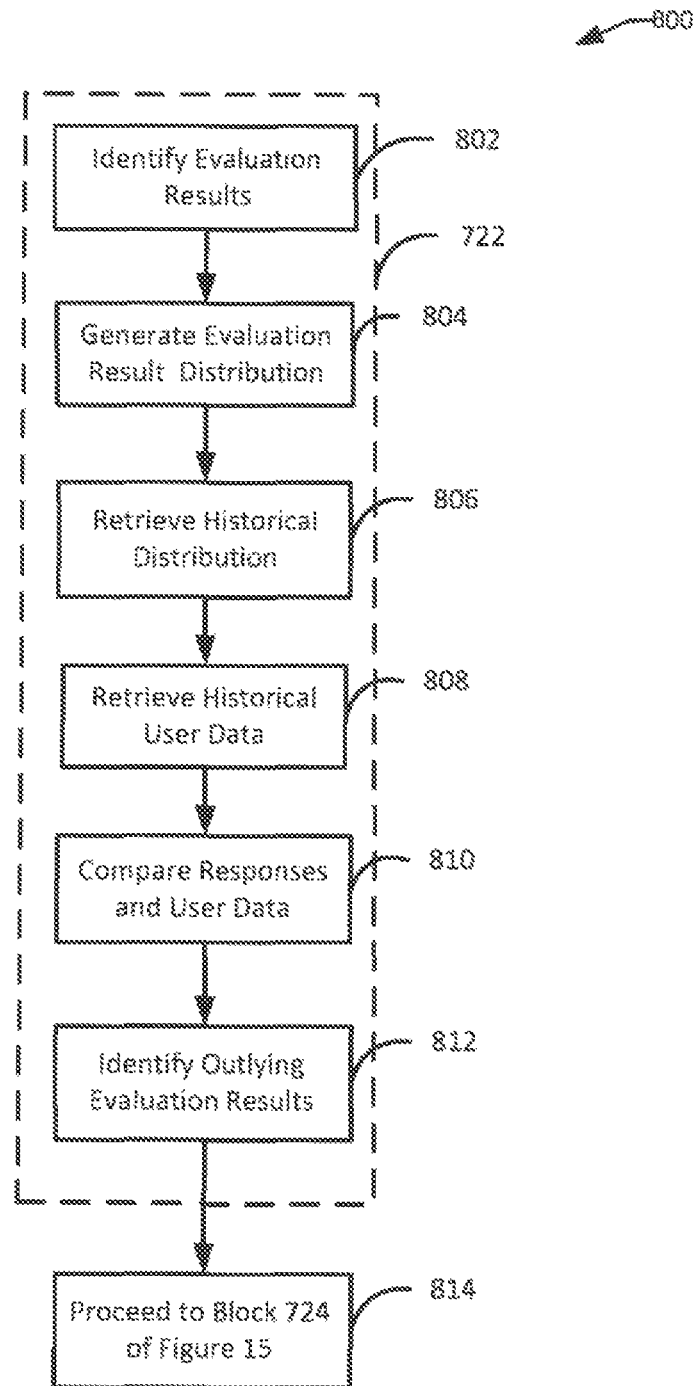 800
Identify Evaluation
Results
802
722
Generate Evaluation
Result Distribution
804
Retrieve Historical
Distribution
806
Retrieve Historical
User Data
808
Compare Responses
and User Data
810
Identify Outlying
Evaluation Results
812
Proceed to Block 724
of Figure 15
814